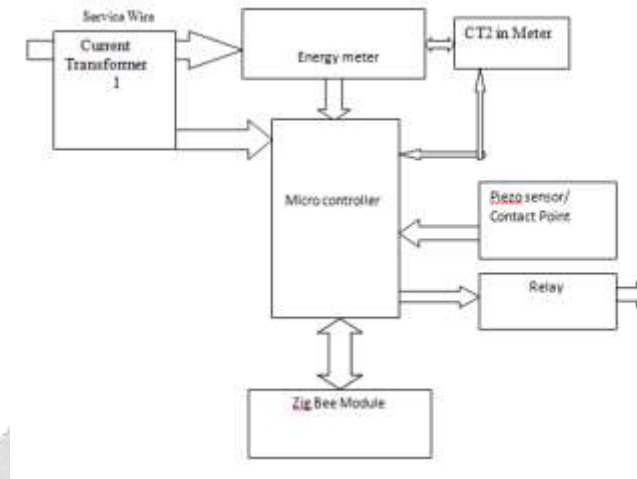 Service Wire
Current
Transformer
1
Energy meter
CT2 in Meter
Micro controller
Piezo sensor/
Contact Point
Relay
Zig Bee Module